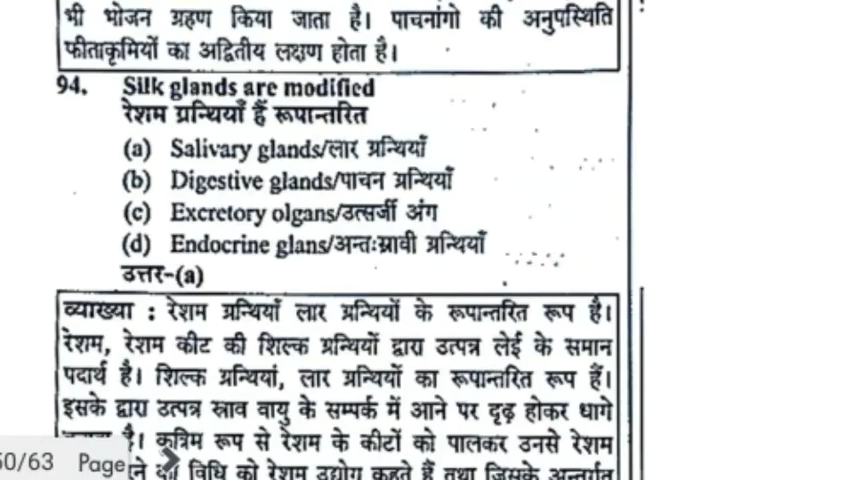 भी भोजन ग्रहण किया जाता है। पाचनांगो की अनुपस्थिति
फीताकृमियों का अद्वितीय लक्षण होता है।
94. Silk glands are modified
रेशम ग्रन्थियाँ हैं रूपान्तरित
(a) Salivary glands/लार ग्रन्थियाँ
(b) Digestive glands/पाचन ग्रन्थियाँ
(c) Excretory olgans/उत्सर्जी अंग
(d) Endocrine glans/अन्तःस्रावी ग्रन्थियाँ
उत्तर-(a)
व्याख्या : रेशम ग्रन्थियाँ लार ग्रन्थियों के रूपान्तरित रूप है।
रेशम, रेशम कीट की शिल्क ग्रन्थियों द्वारा उत्पन्न लेई के समान
पदार्थ है। शिल्क ग्रन्थियां, लार ग्रन्थियों का रूपान्तरित रूप हैं।
इसके द्वारा उत्पन्न स्राव वायु के सम्पर्क में आने पर दृढ़ होकर धागे
है। कृत्रिम रूप से रेशम के कीटों को पालकर उनसे रेशम
की विधि को रेशम उद्योग कहते हैं तथा जिसके अन्तर्गत
50/63 Page